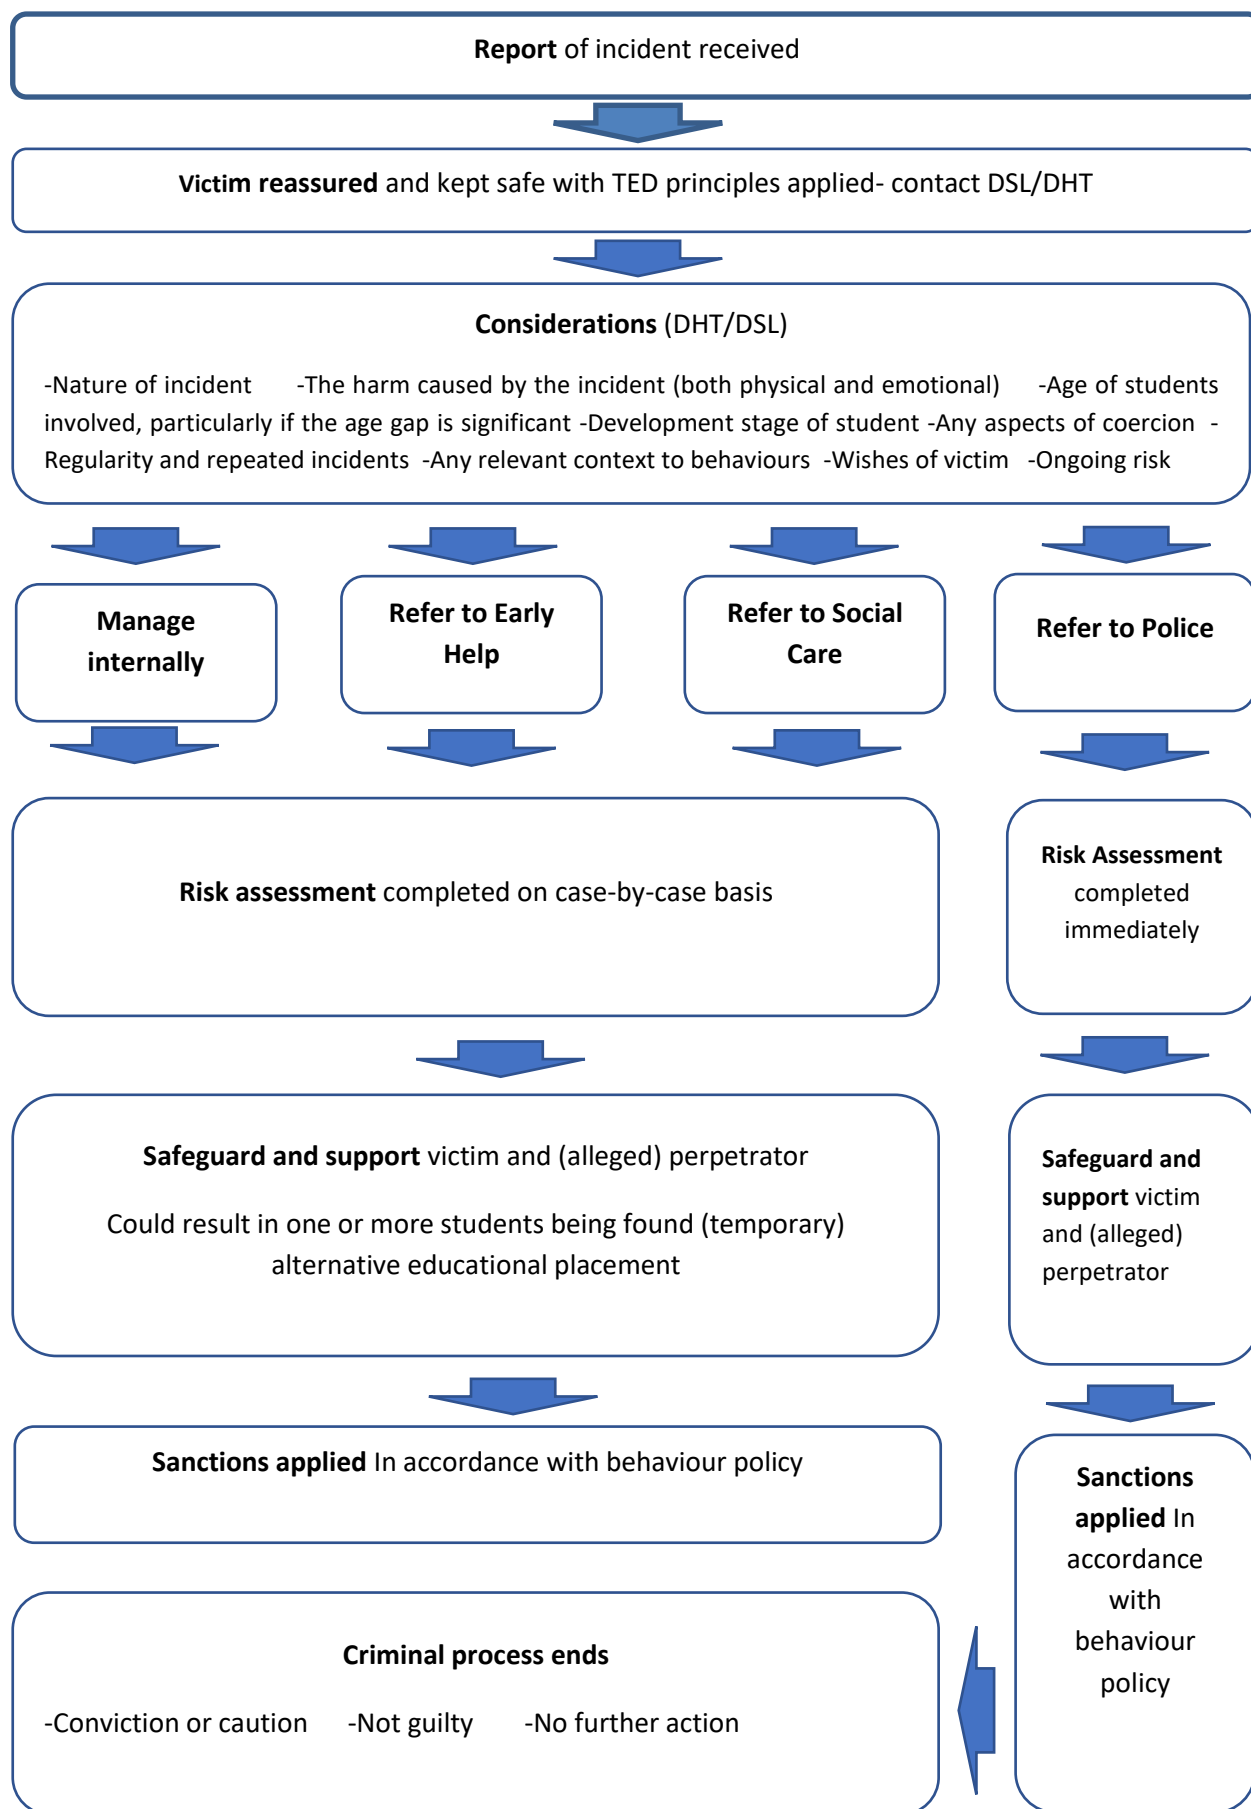 Report of incident received
Victim reassured and kept safe with TED principles applied- contact DSL/DHT
Considerations (DHT/DSL)
-Nature of incident -The harm caused by the incident (both physical and emotional) -Age of students
involved, particularly if the age gap is significant -Development stage of student -Any aspects of coercion -
Regularity and repeated incidents -Any relevant context to behaviours -Wishes of victim -Ongoing risk
Manage
internally
Refer to Early
Help
Refer to Social
Care
Refer to Police
Risk assessment completed on case-by-case basis
Risk Assessment
completed
immediately
Safeguard and support victim and (alleged) perpetrator
Could result in one or more students being found (temporary)
alternative educational placement
Safeguard and
support victim
and (alleged)
perpetrator
Sanctions applied In accordance with behaviour policy
Sanctions
applied In
accordance
with
behaviour
policy
Criminal process ends
-Conviction or caution -Not guilty -No further action